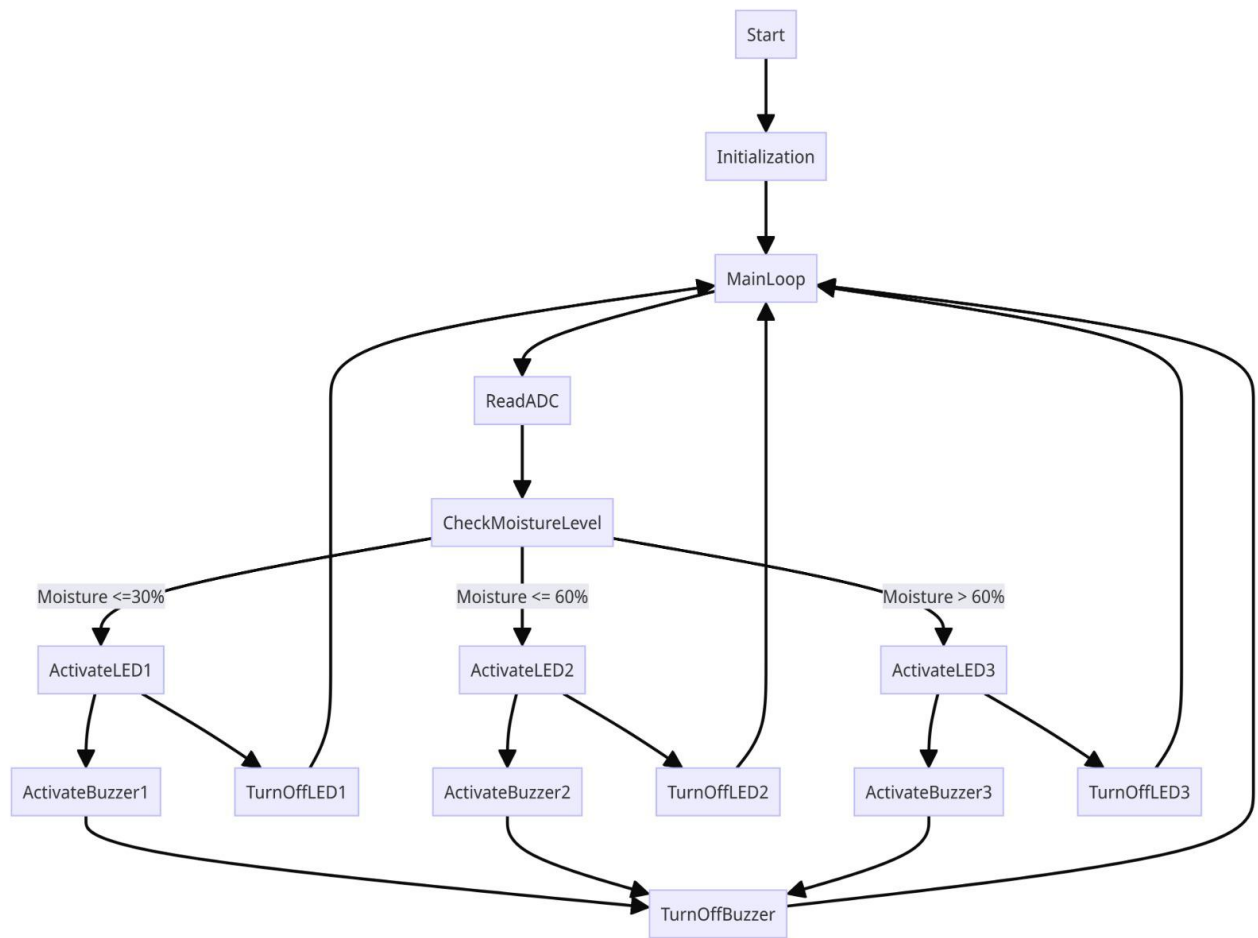 Start
Initialization
MainLoop
ReadADC
CheckMoistureLevel
Moisture <=30%
Moisture <= 60%
Moisture > 60%
ActivateLED1
ActivateLED2
ActivateLED3
ActivateBuzzer1
TurnOffLED1
ActivateBuzzer2
TurnOffLED2
ActivateBuzzer3
TurnOffLED3
TurnOffBuzzer